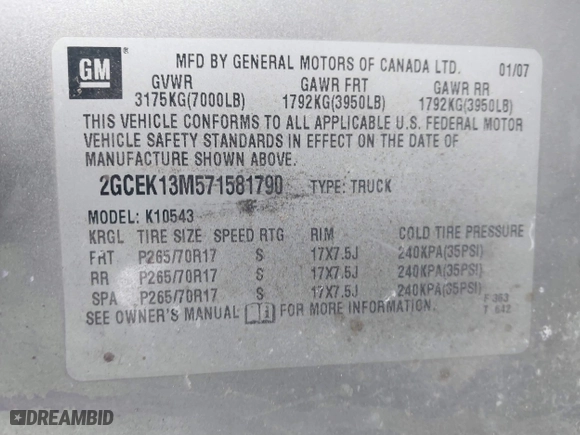 GM
MFD BY GENERAL MOTORS OF CANADA LTD. 01/07
GVWR GAWR FRT GAWR RR
3175KG(7000LB) 1792KG(3950LB) 1792KG(3950LB)
THIS VEHICLE CONFORMS TO ALL APPLICABLE U.S. FEDERAL MOTOR
VEHICLE SAFETY STANDARDS IN EFFECT ON THE DATE OF
MANUFACTURE SHOWN ABOVE.
2GCEK13M571581790 TYPE: TRUCK
MODEL: K10543
KRGL TIRE SIZE SPEED RTG RIM COLD TIRE PRESSURE
FRT P265/70R17 S 17X7.5J 240KPA(35PSI)
RR P265/70R17 S 17X7.5J 240KPA(35PSI)
SPA P265/70R17 S 17X7.5J 240KPA(35PSI)
SEE OWNER'S MANUAL FOR MORE INFORMATION.
F 363
T 642
DREAMBID